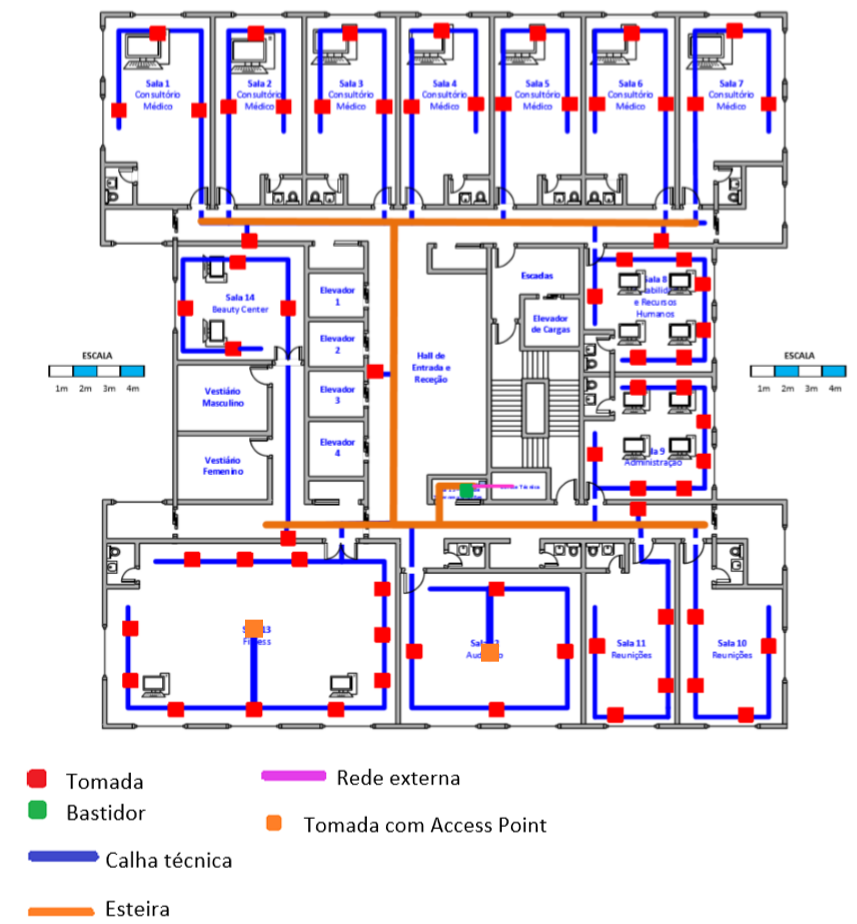 Sala 1
Consultório
Médico
Sala 2
Consultório
Médico
Sala 3
Consultório
Médico
Sala 4
Consultório
Médico
Sala 5
Consultório
Médico
Sala 6
Consultório
Médico
Sala 7
Consultório
Médico
Sala 14
Beauty Center
Elevador
1
Elevador
2
Elevador
3
Elevador
4
Escadas
Elevador
de Cargas
Hall de
Entrada e
Receção
e Recursos
Humanos
ESCALA
1m 2m 3m 4m
ESCALA
1m 2m 3m 4m
Vestiário
Masculino
Vestiário
Femenino
Administração
Sala 11
Reuniões
Sala 10
Reuniões
Tomada
Bastidor
Calha técnica
Esteira
Rede externa
Tomada com Access Point